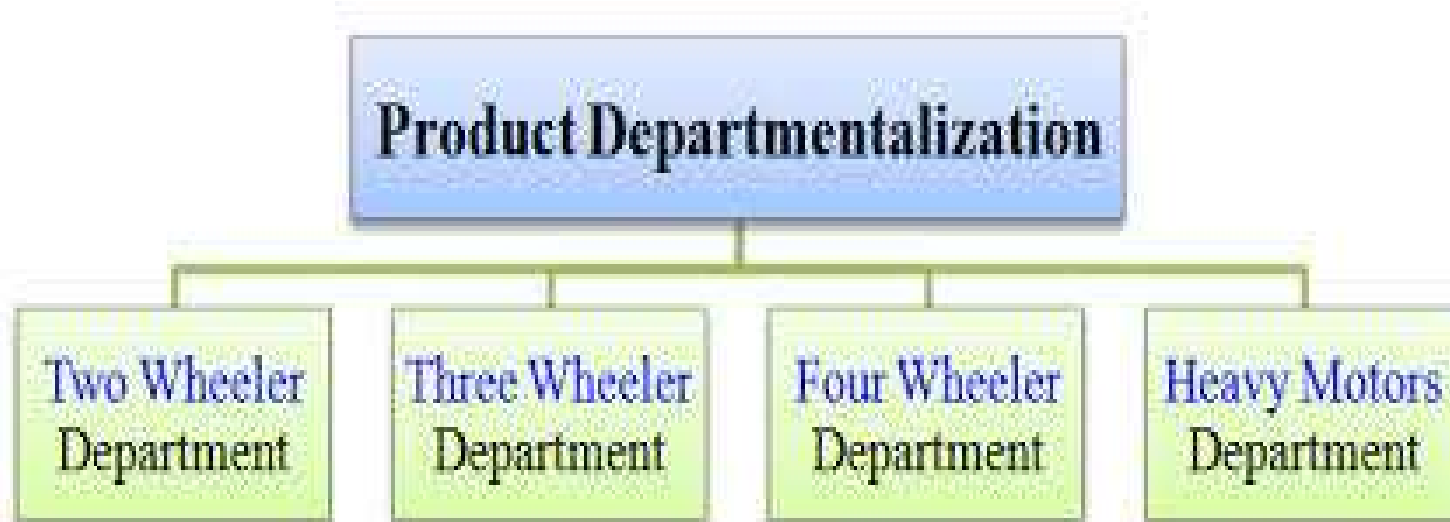 Product Departmentalization
Two Wheeler
Department
Three Wheeler
Department
Four Wheeler
Department
Heavy Motors
Department